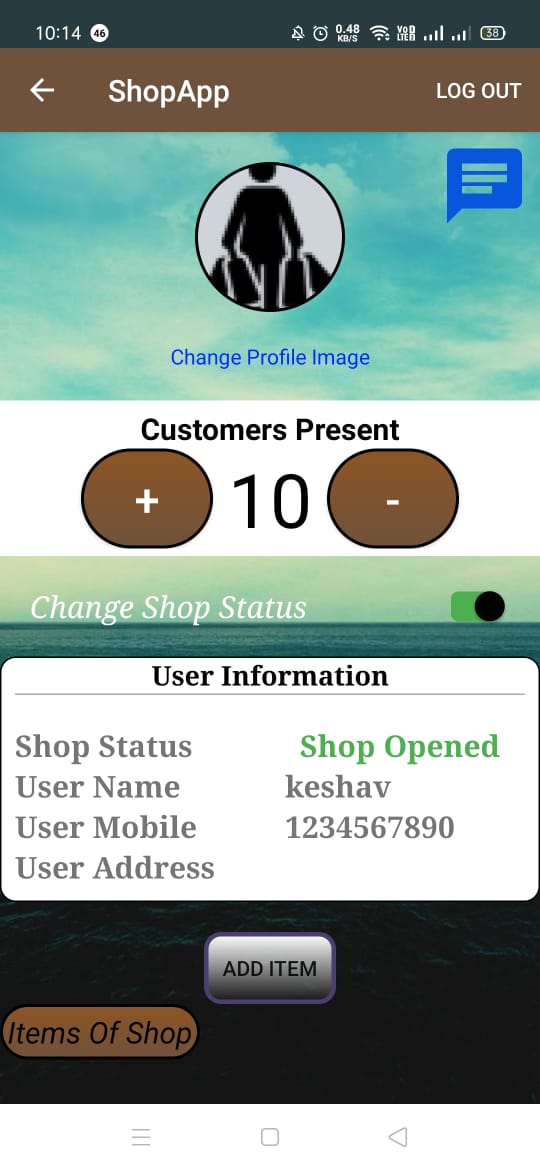 10:14 46 0.48 KB/S VoD LTE2 38
ShopApp LOG OUT
Change Profile Image
Customers Present
+ 10 -
Change Shop Status
User Information
Shop Status Shop Opened
User Name keshav
User Mobile 1234567890
User Address
ADD ITEM
Items Of Shop